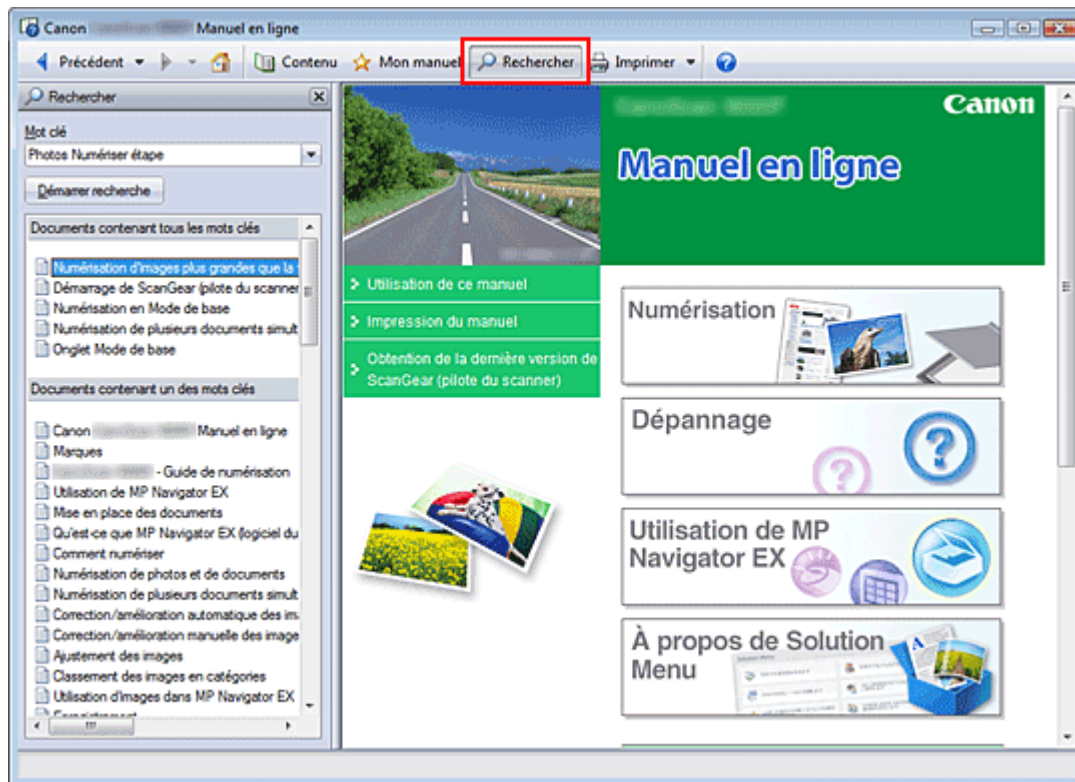 Canon Manuel en ligne
Précédent
Contenu
Mon manuel
Rechercher
Imprimer
Rechercher
Mot clé
Photos Numériser étape
Démarrer recherche
Documents contenant tous les mots clés
Numérisation d'images plus grandes que la
Démarrage de ScanGear (pilote du scanner
Numérisation en Mode de base
Numérisation de plusieurs documents simult
Onglet Mode de base
Documents contenant un des mots clés
Canon Manuel en ligne
Marques
- Guide de numérisation
Utilisation de MP Navigator EX
Mise en place des documents
Qu'est-ce que MP Navigator EX (logiciel du
Comment numériser
Numérisation de photos et de documents
Numérisation de plusieurs documents simult
Correction/amélioration automatique des im
Correction/amélioration manuelle des image
Ajustement des images
Classement des images en catégories
Utilisation d'images dans MP Navigator EX
Canon
Manuel en ligne
> Utilisation de ce manuel
> Impression du manuel
> Obtention de la dernière version de
ScanGear (pilote du scanner)
Numérisation
Dépannage
Utilisation de MP
Navigator EX
À propos de Solution
Menu